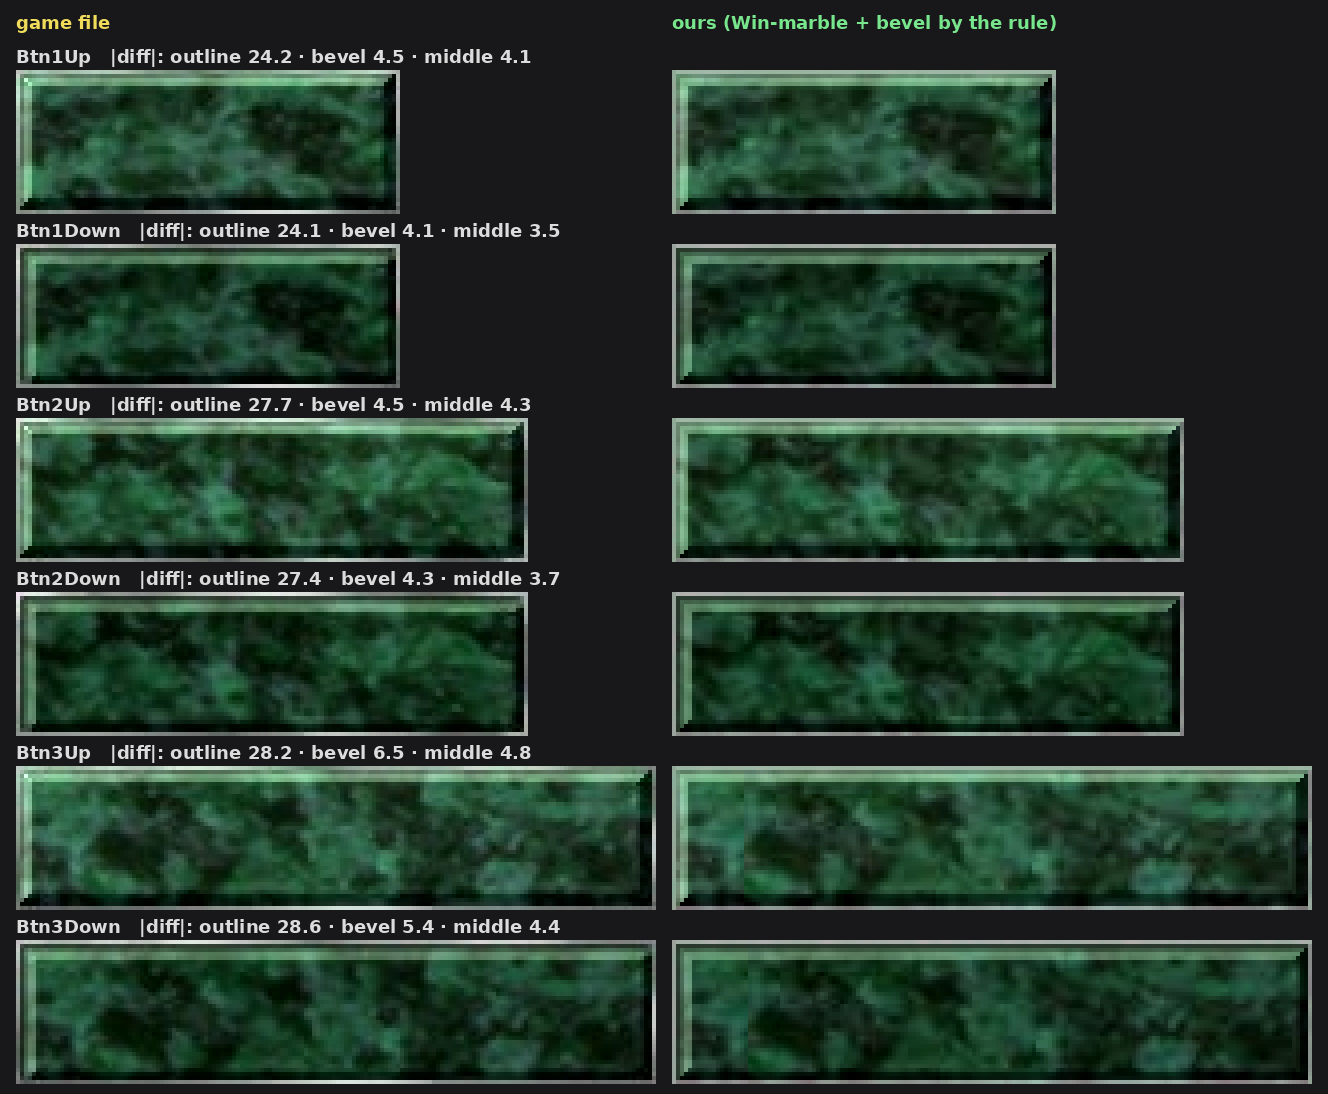 game file
ours (Win-marble + bevel by the rule)
Btn1Up |diff|: outline 24.2 · bevel 4.5 · middle 4.1
Btn1Down |diff|: outline 24.1 · bevel 4.1 · middle 3.5
Btn2Up |diff|: outline 27.7 · bevel 4.5 · middle 4.3
Btn2Down |diff|: outline 27.4 · bevel 4.3 · middle 3.7
Btn3Up |diff|: outline 28.2 · bevel 6.5 · middle 4.8
Btn3Down |diff|: outline 28.6 · bevel 5.4 · middle 4.4